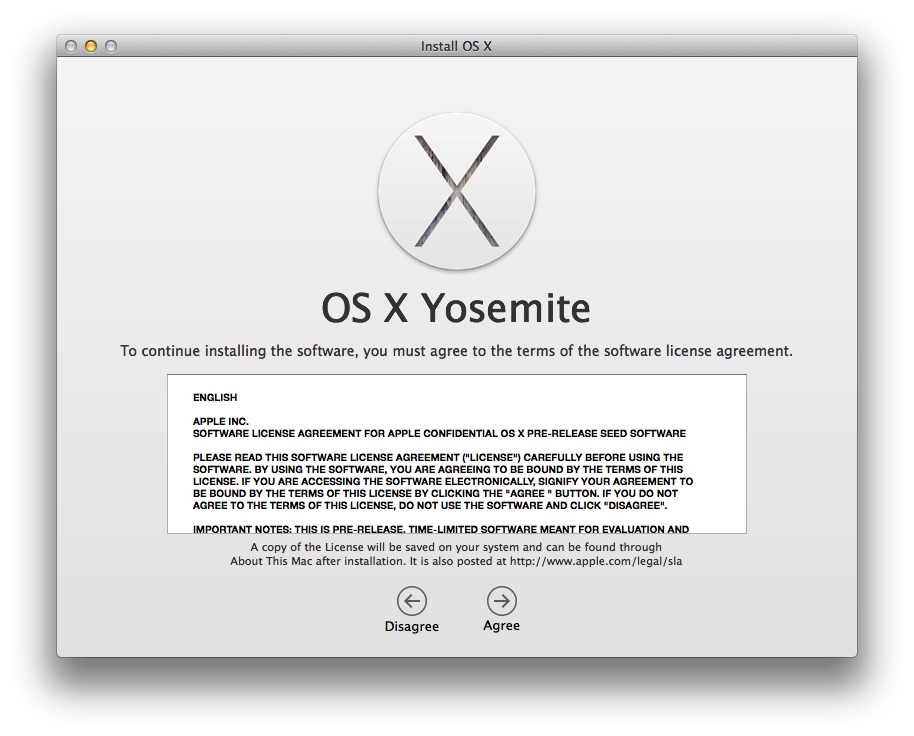 Install OS X
X
OS X Yosemite
To continue installing the software, you must agree to the terms of the software license agreement.
ENGLISH
APPLE INC.
SOFTWARE LICENSE AGREEMENT FOR APPLE CONFIDENTIAL OS X PRE-RELEASE SEED SOFTWARE
PLEASE READ THIS SOFTWARE LICENSE AGREEMENT ("LICENSE") CAREFULLY BEFORE USING THE
SOFTWARE. BY USING THE SOFTWARE, YOU ARE AGREEING TO BE BOUND BY THE TERMS OF THIS
LICENSE. IF YOU ARE ACCESSING THE SOFTWARE ELECTRONICALLY, SIGNIFY YOUR AGREEMENT TO
BE BOUND BY THE TERMS OF THIS LICENSE BY CLICKING THE "AGREE " BUTTON. IF YOU DO NOT
AGREE TO THE TERMS OF THIS LICENSE, DO NOT USE THE SOFTWARE AND CLICK "DISAGREE".
IMPORTANT NOTES: THIS IS PRE-RELEASE, TIME-LIMITED SOFTWARE MEANT FOR EVALUATION AND
A copy of the License will be saved on your system and can be found through
About This Mac after installation. It is also posted at http://www.apple.com/legal/sla
Disagree
Agree